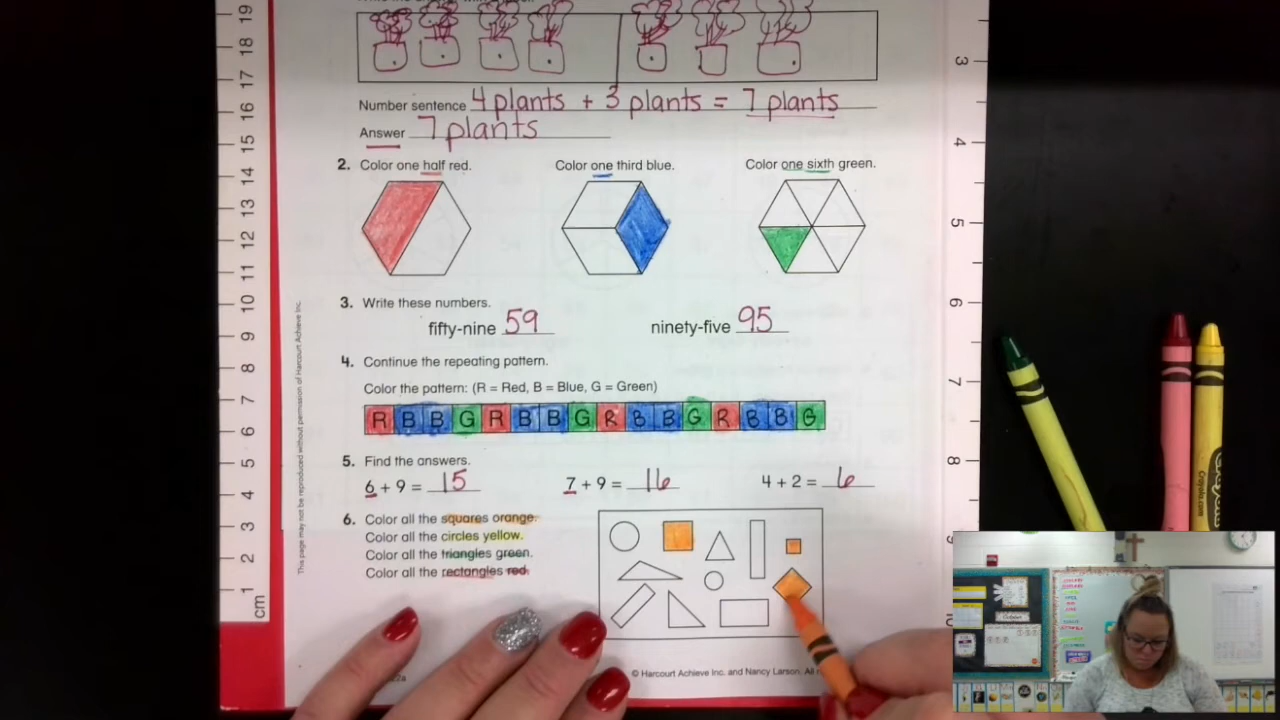 Number sentence 4 plants + 3 plants = 7 plants
Answer 7 plants
2. Color one half red. Color one third blue. Color one sixth green.
3. Write these numbers.
fifty-nine 59 ninety-five 95
4. Continue the repeating pattern.
Color the pattern: (R = Red, B = Blue, G = Green)
R B B G R B B G R B B G R B B G
5. Find the answers.
6 + 9 = 15 7 + 9 = 16 4 + 2 = 6
6. Color all the squares orange.
Color all the circles yellow.
Color all the triangles green.
Color all the rectangles red.
© Harcourt Achieve Inc. and Nancy Larson. All
This page may not be reproduced without permission of Harcourt Achieve Inc.
19
18
17
16
15
14
13
12
11
10
9
8
7
6
5
4
3
2
1
cm
3
4
5
6
7
8
Crayola.com